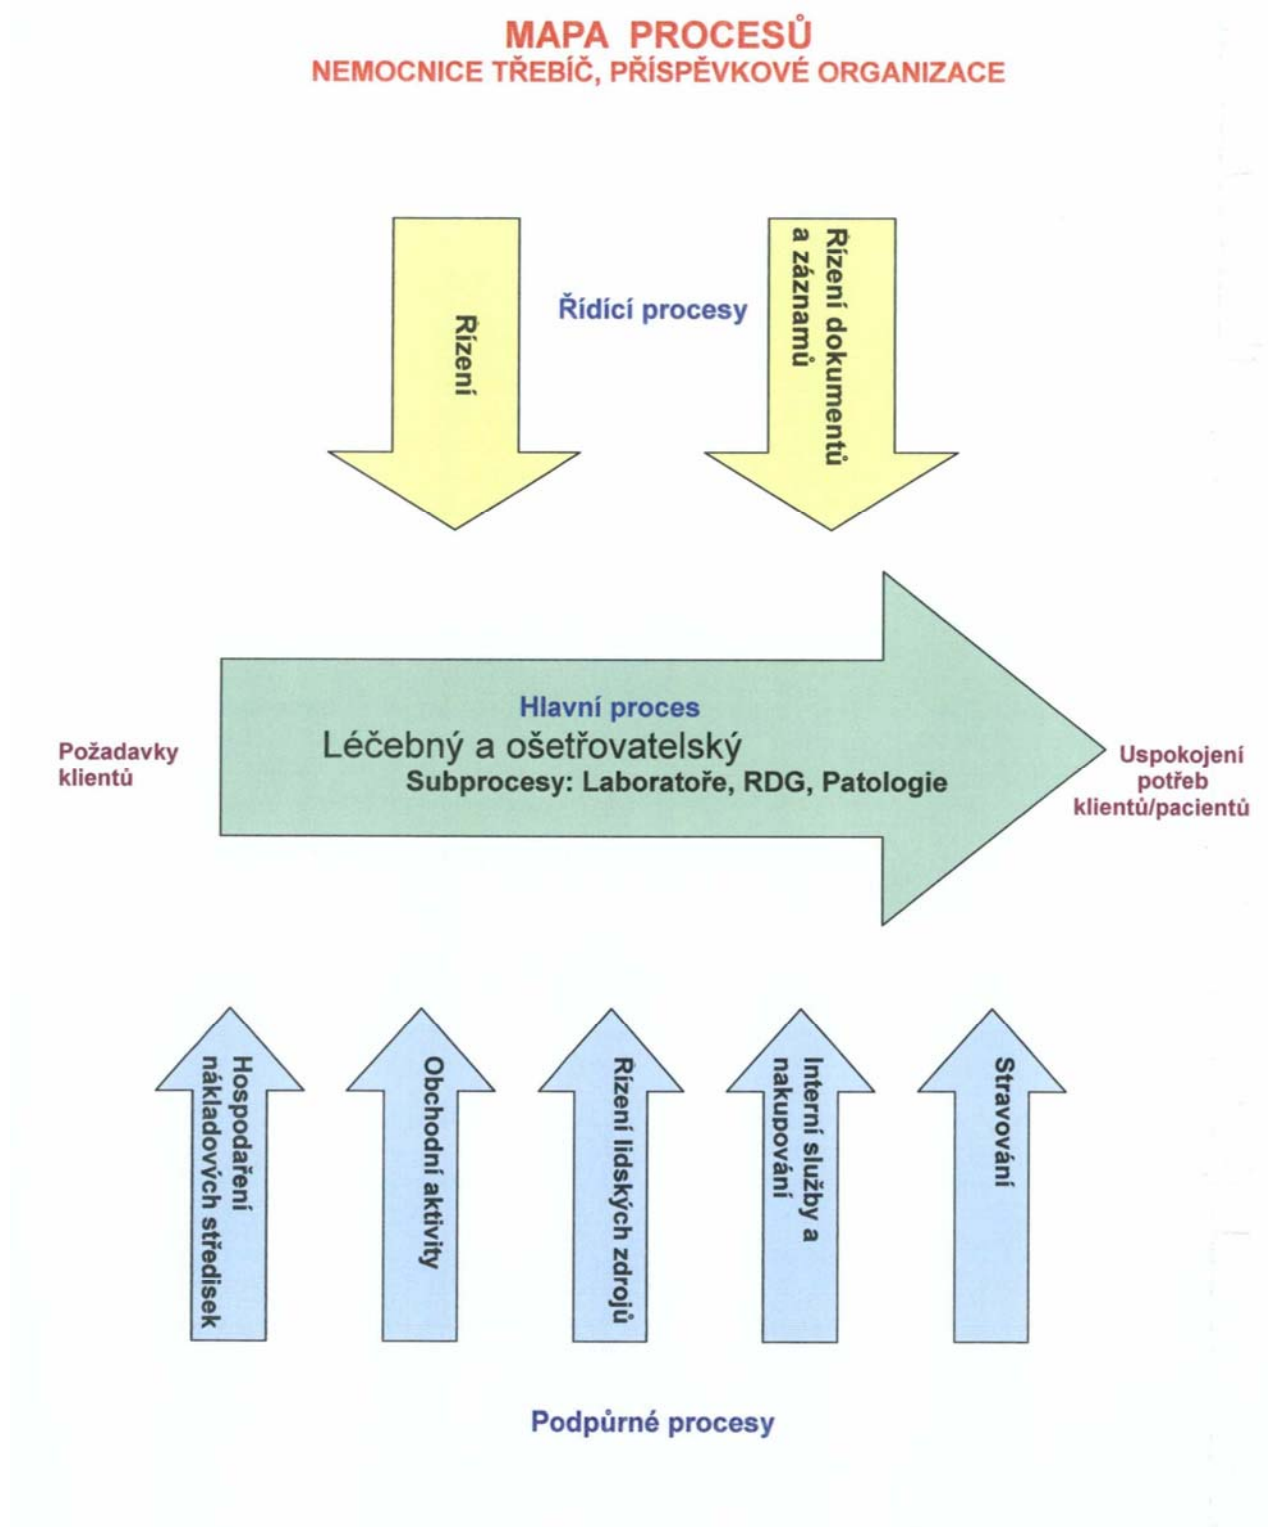 MAPA PROCESŮ
NEMOCNICE TŘEBÍČ, PŘÍSPĚVKOVÉ ORGANIZACE
Řízení
Řídící procesy
Řízení dokumentů
a záznamů
Požadavky
klientů
Hlavní proces
Léčebný a ošetřovatelský
Subprocesy: Laboratoře, RDG, Patologie
Uspokojení
potřeb
klientů/pacientů
Hospodaření
nákladových středisek
Obchodní aktivity
Řízení lidských zdrojů
Interní služby a
nakupování
Stravování
Podpůrné procesy